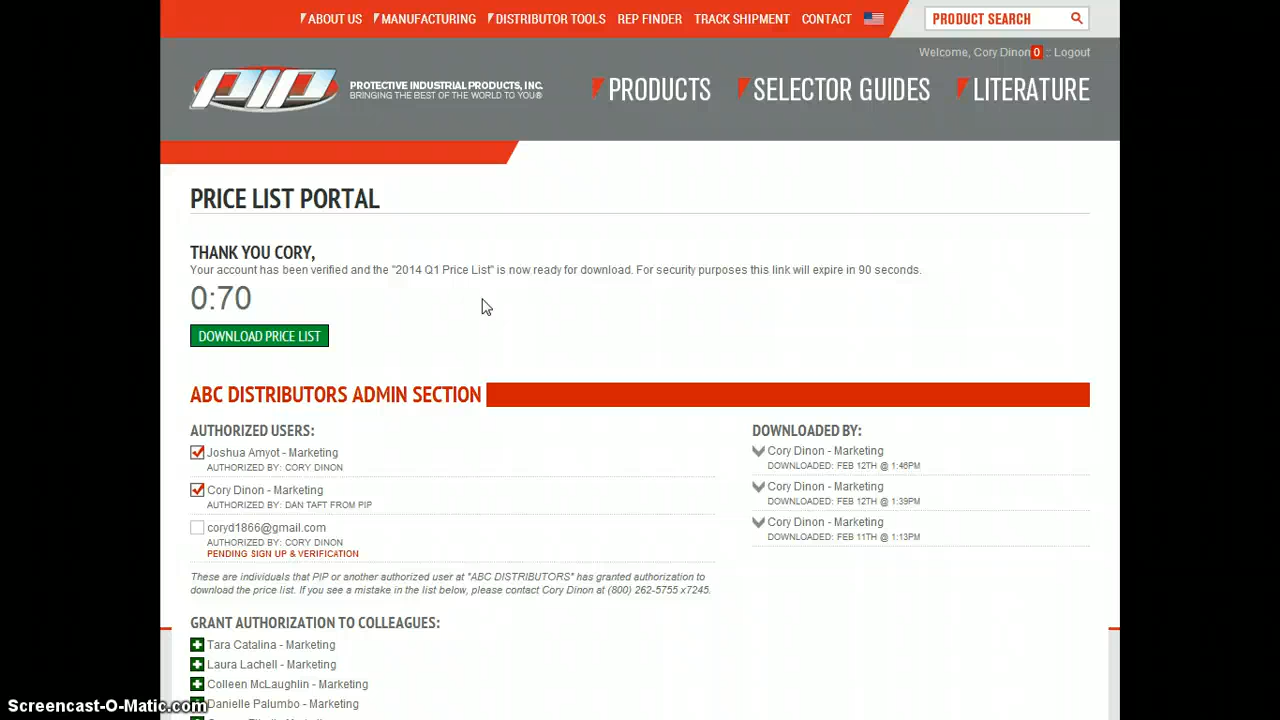 ABOUT US MANUFACTURING DISTRIBUTOR TOOLS REP FINDER TRACK SHIPMENT CONTACT PRODUCT SEARCH
Welcome, Cory Dinon 0 :: Logout
PIP PROTECTIVE INDUSTRIAL PRODUCTS, INC.
BRINGING THE BEST OF THE WORLD TO YOU®
PRODUCTS SELECTOR GUIDES LITERATURE
PRICE LIST PORTAL
THANK YOU CORY,
Your account has been verified and the "2014 Q1 Price List" is now ready for download. For security purposes this link will expire in 90 seconds.
0:70
DOWNLOAD PRICE LIST
ABC DISTRIBUTORS ADMIN SECTION
AUTHORIZED USERS:
Joshua Amyot - Marketing
AUTHORIZED BY: CORY DINON
Cory Dinon - Marketing
AUTHORIZED BY: DAN TAFT FROM PIP
coryd1866@gmail.com
AUTHORIZED BY: CORY DINON
PENDING SIGN UP & VERIFICATION
These are individuals that PIP or another authorized user at "ABC DISTRIBUTORS" has granted authorization to
download the price list. If you see a mistake in the list below, please contact Cory Dinon at (800) 262-5755 x7245.
DOWNLOADED BY:
Cory Dinon - Marketing
DOWNLOADED: FEB 12TH @ 1:46PM
Cory Dinon - Marketing
DOWNLOADED: FEB 12TH @ 1:39PM
Cory Dinon - Marketing
DOWNLOADED: FEB 11TH @ 1:13PM
GRANT AUTHORIZATION TO COLLEAGUES:
Tara Catalina - Marketing
Laura Lachell - Marketing
Colleen McLaughlin - Marketing
Danielle Palumbo - Marketing
Screencast-O-Matic.com